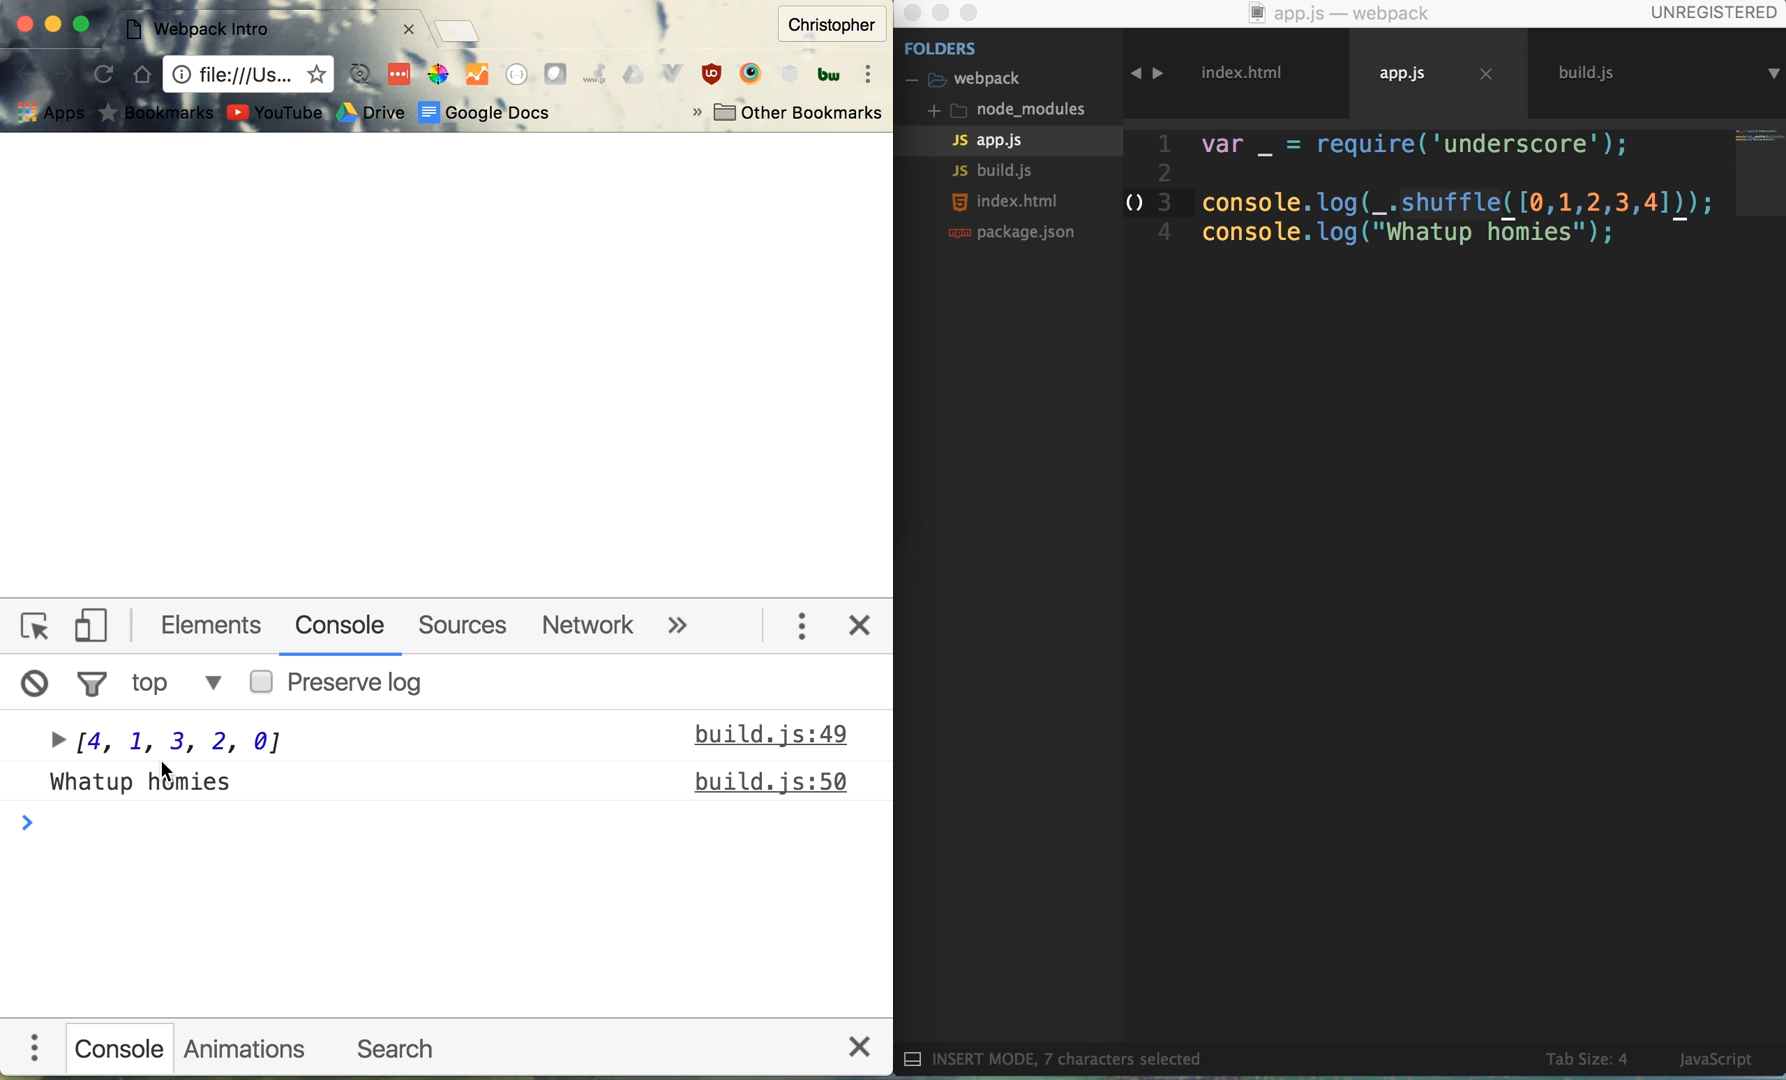 Webpack Intro
Christopher
file:///Us...
bw
Apps Bookmarks YouTube Drive Google Docs » Other Bookmarks
Elements Console Sources Network »
top Preserve log
[4, 1, 3, 2, 0] build.js:49
Whatup homies build.js:50
Console Animations Search
app.js — webpack UNREGISTERED
FOLDERS
webpack
node_modules
JS app.js
JS build.js
index.html
package.json
index.html app.js build.js
1 var _ = require('underscore');
2
() 3 console.log(_.shuffle([0,1,2,3,4]));
4 console.log("Whatup homies");
INSERT MODE, 7 characters selected Tab Size: 4 JavaScript